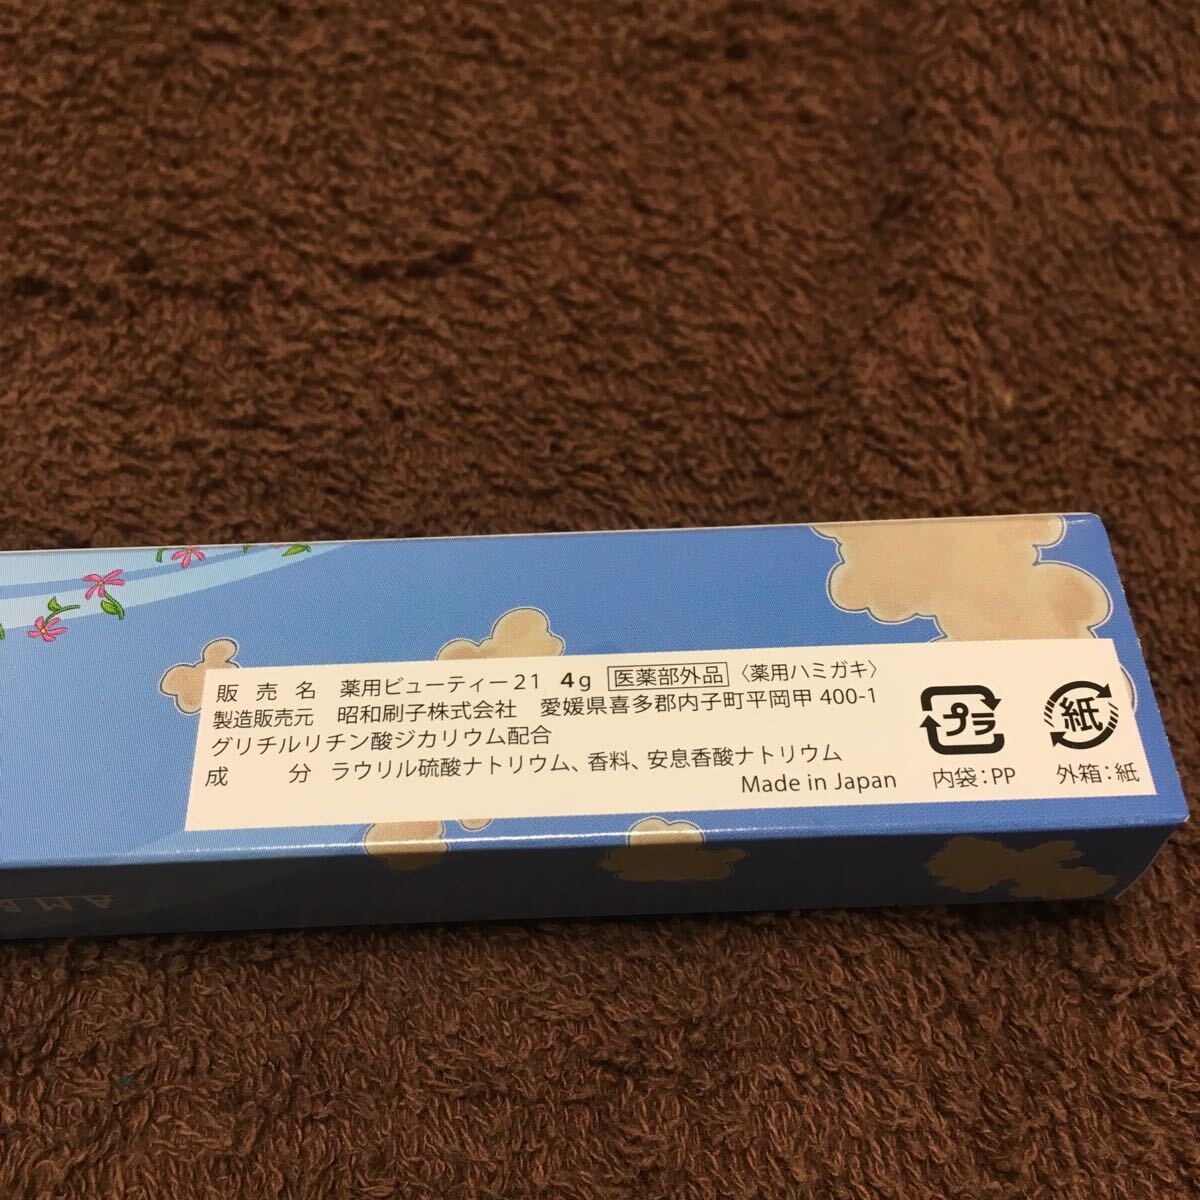 販売名 薬用ビューティー21 4g 医薬部外品 〈薬用ハミガキ〉
製造販売元 昭和刷子株式会社 愛媛県喜多郡内子町平岡甲 400-1
グリチルリチン酸ジカリウム配合
成分 ラウリル硫酸ナトリウム、香料、安息香酸ナトリウム
Made in Japan
プラ
内袋：PP
紙
外箱：紙